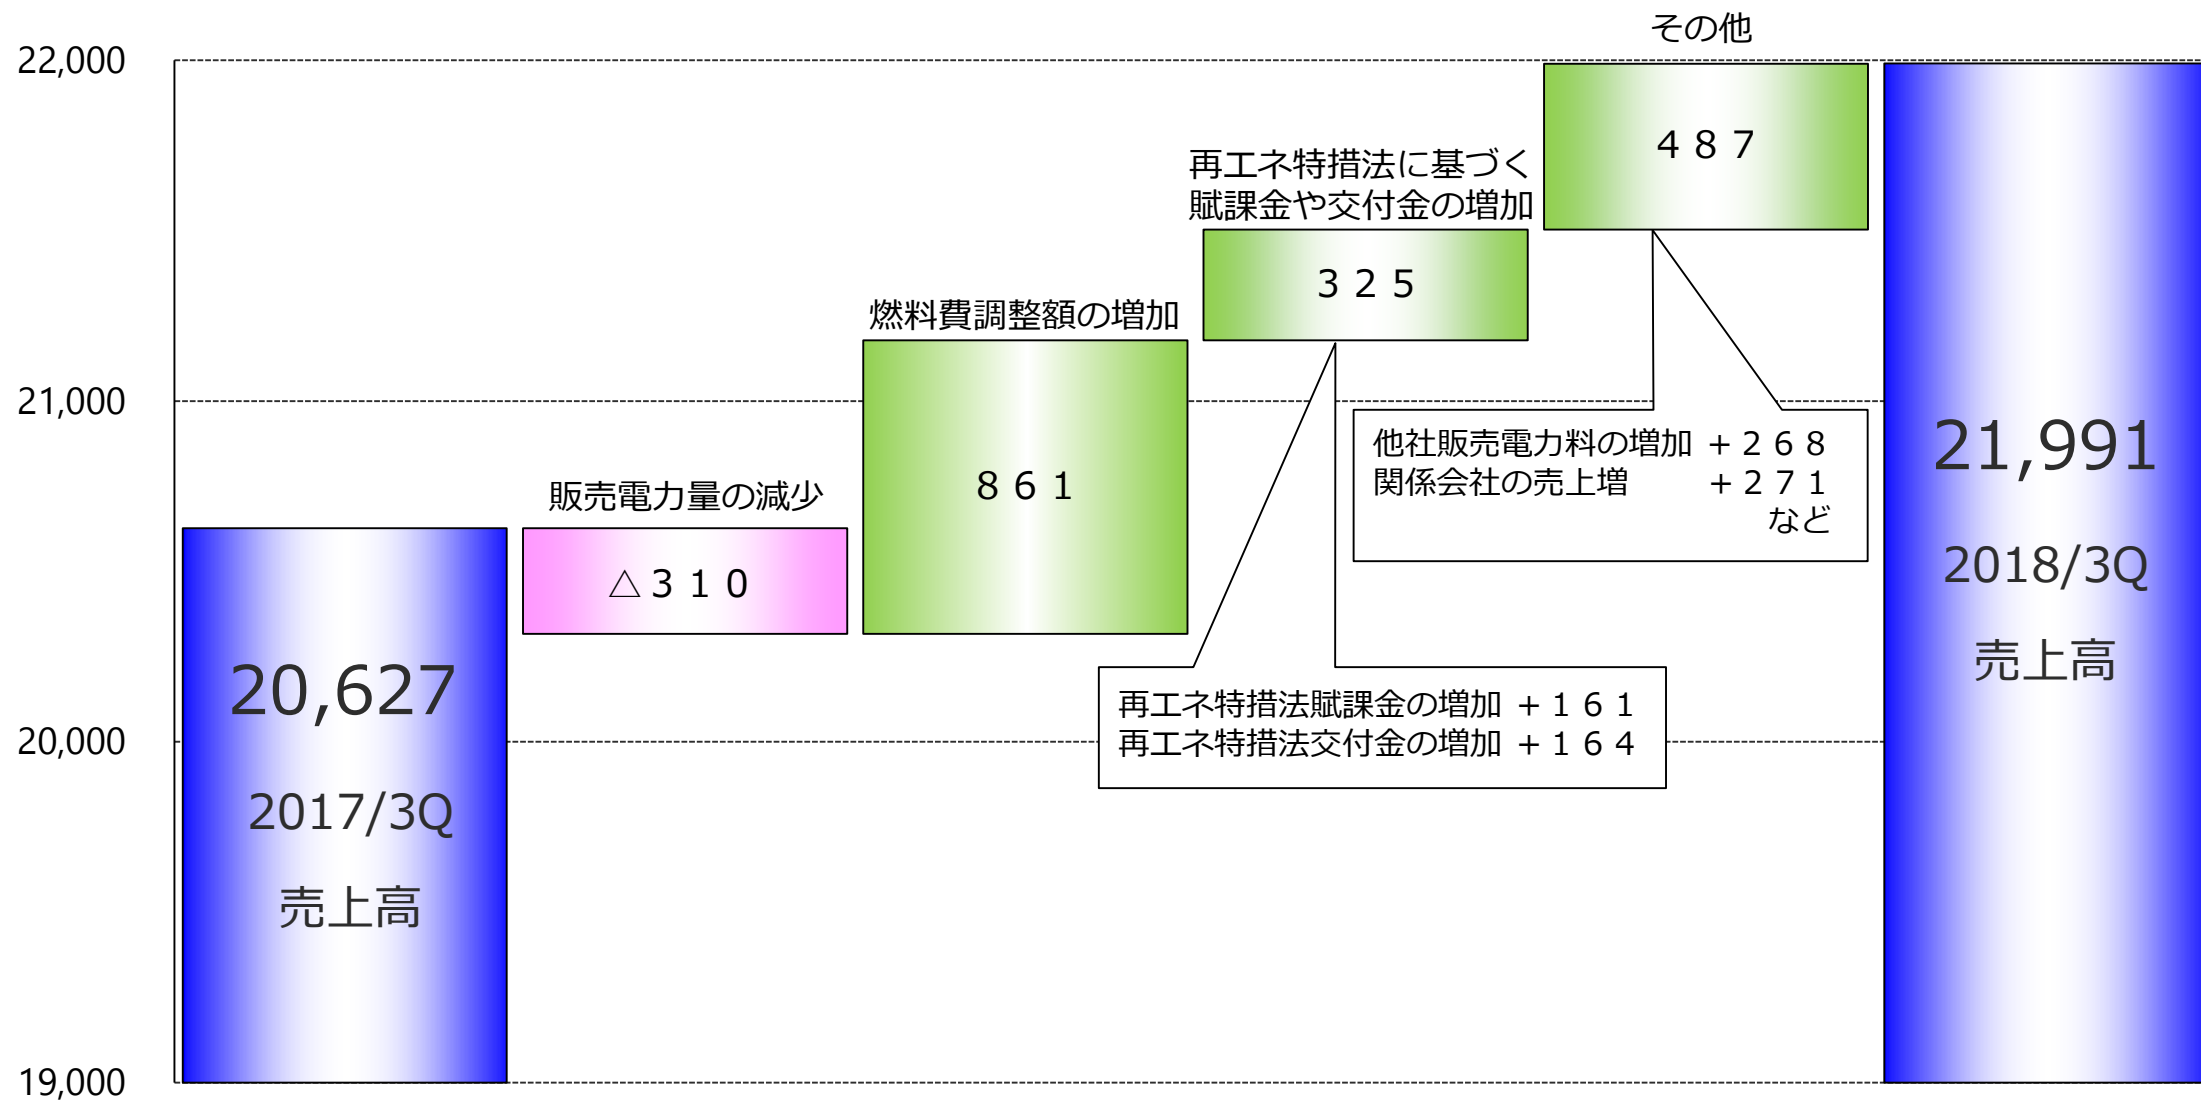 その他
22,000
４８７
再エネ特措法に基づく
賦課金や交付金の増加
３２５
燃料費調整額の増加
21,000
他社販売電力料の増加 ＋２６８
関係会社の売上増 ＋２７１
など
21,991
2018/3Q
売上高
８６１
販売電力量の減少
△３１０
20,627
2017/3Q
売上高
再エネ特措法賦課金の増加 ＋１６１
再エネ特措法交付金の増加 ＋１６４
20,000
19,000